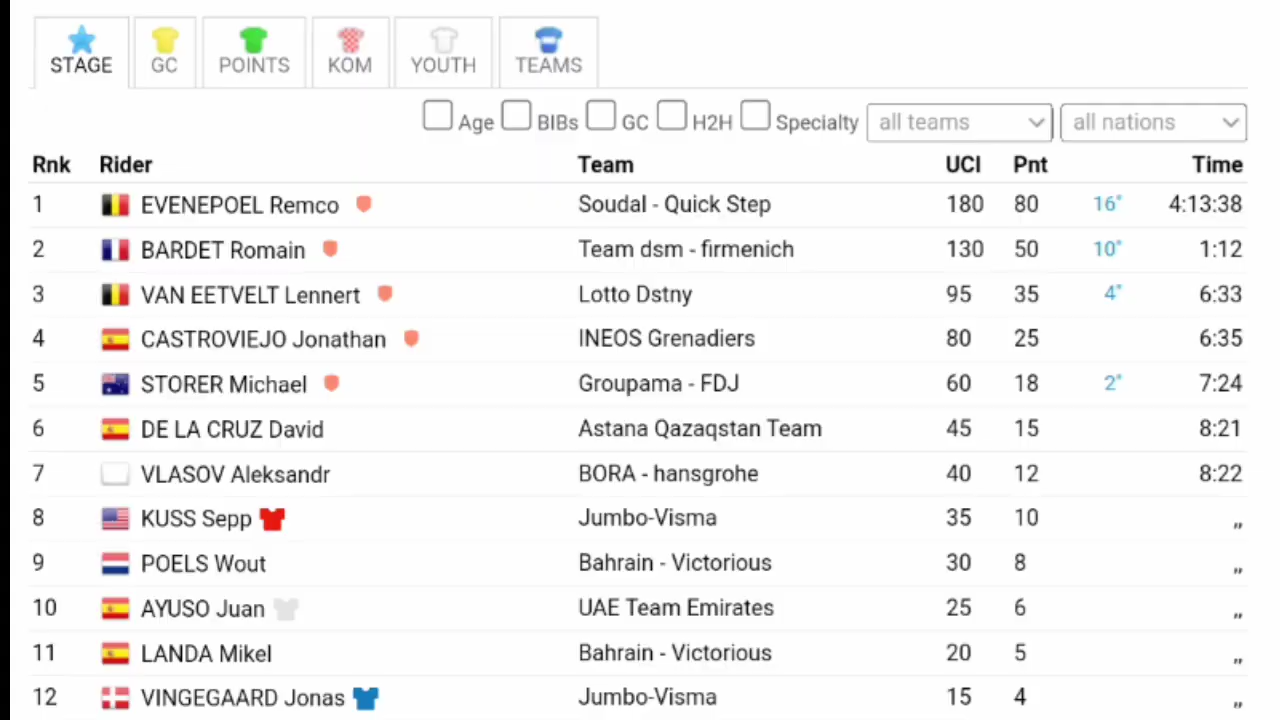 STAGE GC POINTS KOM YOUTH TEAMS
Age BIBs GC H2H Specialty all teams all nations
Rnk Rider Team UCI Pnt Time
1 EVENEPOEL Remco Soudal - Quick Step 180 80 16″ 4:13:38
2 BARDET Romain Team dsm - firmenich 130 50 10″ 1:12
3 VAN EETVELT Lennert Lotto Dstny 95 35 4″ 6:33
4 CASTROVIEJO Jonathan INEOS Grenadiers 80 25 6:35
5 STORER Michael Groupama - FDJ 60 18 2″ 7:24
6 DE LA CRUZ David Astana Qazaqstan Team 45 15 8:21
7 VLASOV Aleksandr BORA - hansgrohe 40 12 8:22
8 KUSS Sepp Jumbo-Visma 35 10 ,,
9 POELS Wout Bahrain - Victorious 30 8 ,,
10 AYUSO Juan UAE Team Emirates 25 6 ,,
11 LANDA Mikel Bahrain - Victorious 20 5 ,,
12 VINGEGAARD Jonas Jumbo-Visma 15 4 ,,